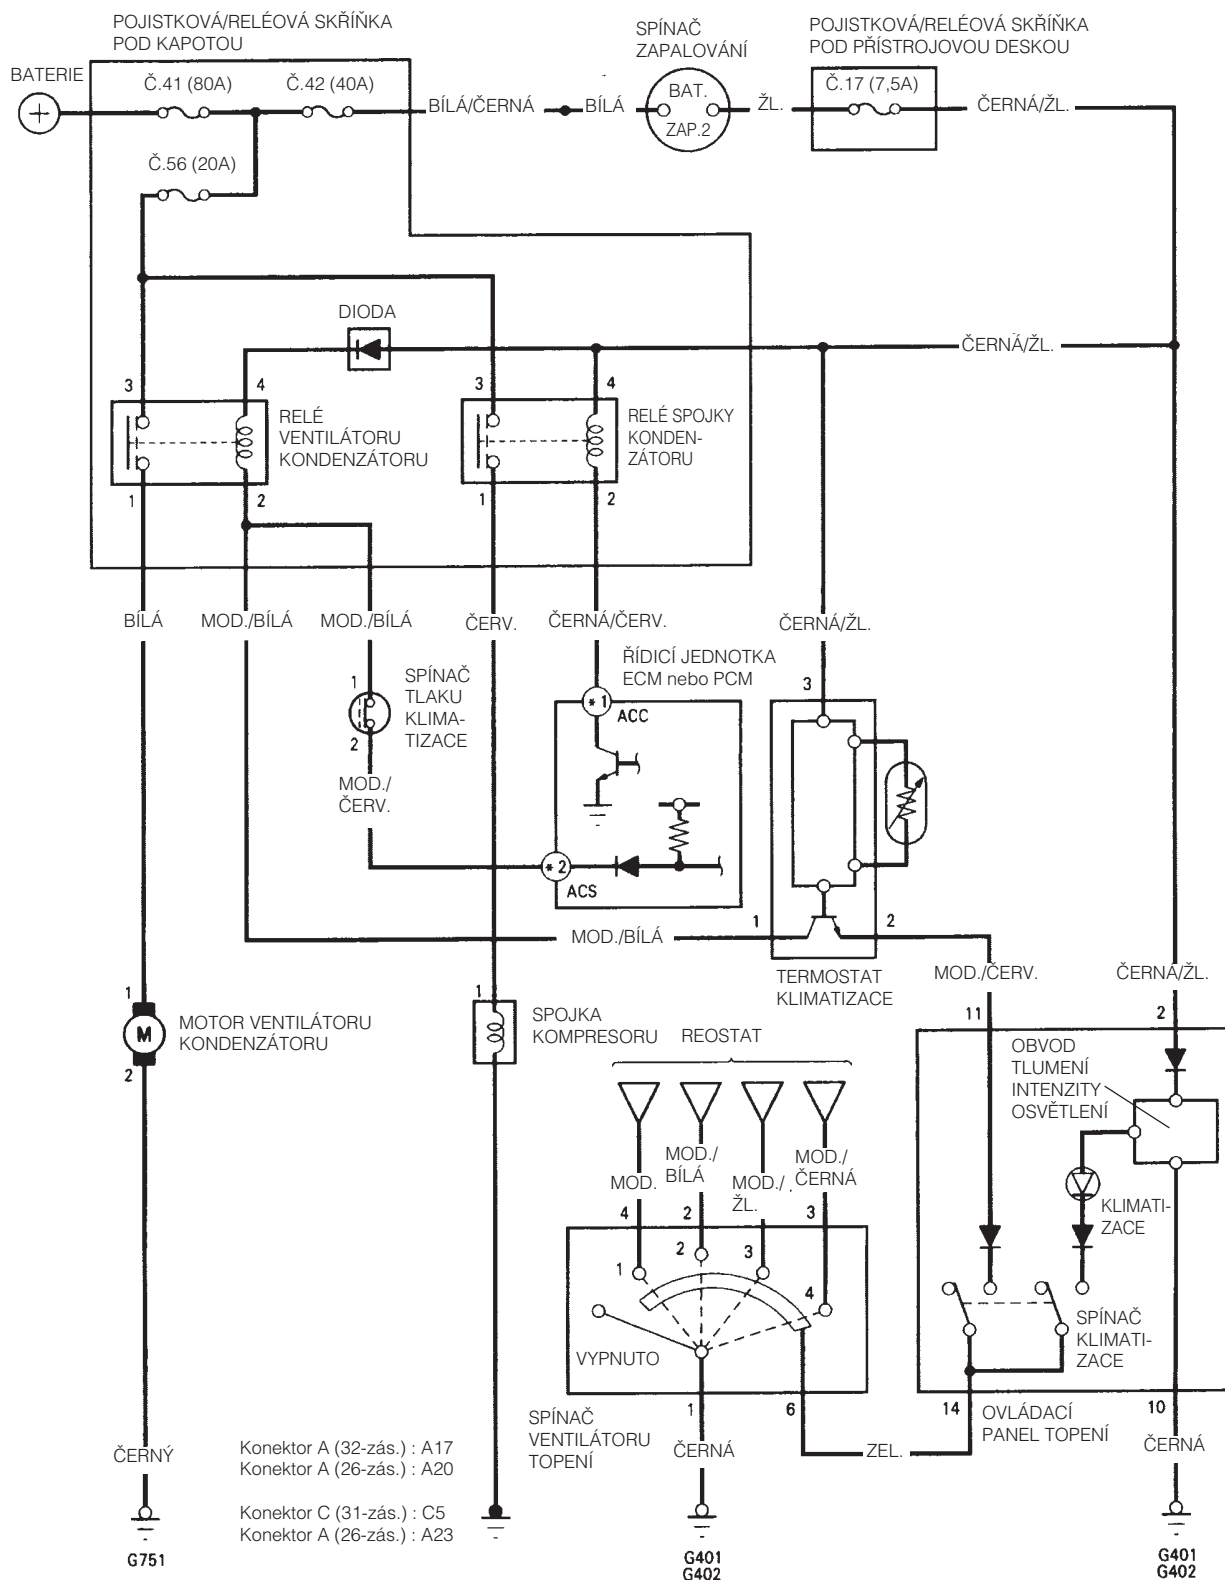 POJISTKOVÁ/RELÉOVÁ SKŘÍŇKA
POD KAPOTOU
SPÍNAČ
ZAPALOVÁNÍ
POJISTKOVÁ/RELÉOVÁ SKŘÍŇKA
POD PŘÍSTROJOVOU DESKOU
BATERIE
Č.41 (80A)
Č.42 (40A)
BÍLÁ/ČERNÁ
BÍLÁ
BAT.
ZAP.2
ŽL.
Č.17 (7,5A)
ČERNÁ/ŽL.
Č.56 (20A)
DIODA
ČERNÁ/ŽL.
3
4
RELÉ
VENTILÁTORU
KONDENZÁTORU
1
2
3
4
RELÉ SPOJKY
KONDEN-
ZÁTORU
1
2
BÍLÁ
MOD./BÍLÁ
MOD./BÍLÁ
ČERV.
ČERNÁ/ČERV.
ČERNÁ/ŽL.
1
SPÍNAČ
TLAKU
KLIMA-
TIZACE
2
MOD./
ČERV.
ŘÍDICÍ JEDNOTKA
ECM nebo PCM
*1
ACC
*2
ACS
3
1
2
MOD./BÍLÁ
TERMOSTAT
KLIMATIZACE
MOD./ČERV.
ČERNÁ/ŽL.
1
M
2
MOTOR VENTILÁTORU
KONDENZÁTORU
1
SPOJKA
KOMPRESORU
REOSTAT
11
2
OBVOD
TLUMENÍ
INTENZITY
OSVĚTLENÍ
MOD.
MOD./
BÍLÁ
MOD./
ŽL.
MOD./
ČERNÁ
4
2
3
1
2
3
4
VYPNUTO
KLIMATI-
ZACE
SPÍNAČ
KLIMATI-
ZACE
1
6
14
10
SPÍNAČ
VENTILÁTORU
TOPENÍ
ČERNÁ
ZEL.
OVLÁDACÍ
PANEL TOPENÍ
ČERNÁ
ČERNÝ
Konektor A (32-zás.) : A17
Konektor A (26-zás.) : A20
Konektor C (31-zás.) : C5
Konektor A (26-zás.) : A23
G751
G401
G402
G401
G402